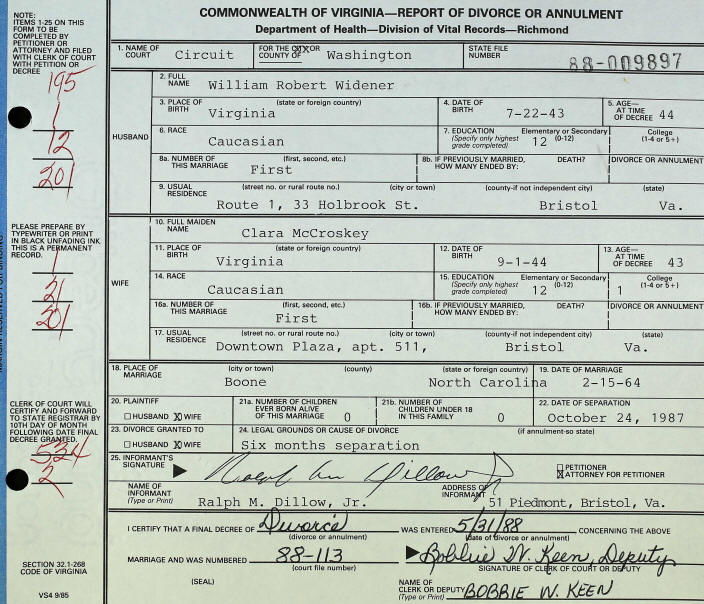 COMMONWEALTH OF VIRGINIA—REPORT OF DIVORCE OR ANNULMENT
Department of Health—Division of Vital Records—Richmond
NOTE:
ITEMS 1-25 ON THIS
FORM TO BE
COMPLETED BY
PETITIONER OR
ATTORNEY AND FILED
WITH CLERK OF COURT
WITH PETITION OR
DECREE
195
1
12
201
PLEASE PREPARE BY
TYPEWRITER OR PRINT
IN BLACK UNFADING INK
THIS IS A PERMANENT
RECORD.
1
21
201
CLERK OF COURT WILL
CERTIFY AND FORWARD
TO STATE REGISTRAR BY
10TH DAY OF MONTH
FOLLOWING DATE FINAL
DECREE GRANTED.
534
2
SECTION 32.1-268
CODE OF VIRGINIA
VS4 9/85
1. NAME OF COURT Circuit FOR THE CITY OR COUNTY OF Washington STATE FILE NUMBER 88-009897
HUSBAND
2. FULL NAME William Robert Widener
3. PLACE OF BIRTH (state or foreign country) Virginia 4. DATE OF BIRTH 7-22-43 5. AGE— AT TIME OF DECREE 44
6. RACE Caucasian 7. EDUCATION (Specify only highest grade completed) Elementary or Secondary (0-12) 12 College (1-4 or 5+)
8a. NUMBER OF THIS MARRIAGE (first, second, etc.) First 8b. IF PREVIOUSLY MARRIED, HOW MANY ENDED BY: DEATH? DIVORCE OR ANNULMENT
9. USUAL RESIDENCE (street no. or rural route no.) (city or town) (county-if not independent city) (state)
Route 1, 33 Holbrook St. Bristol Va.
WIFE
10. FULL MAIDEN NAME Clara McCroskey
11. PLACE OF BIRTH (state or foreign country) Virginia 12. DATE OF BIRTH 9-1-44 13. AGE— AT TIME OF DECREE 43
14. RACE Caucasian 15. EDUCATION (Specify only highest grade completed) Elementary or Secondary (0-12) 12 College (1-4 or 5+) 1
16a. NUMBER OF THIS MARRIAGE (first, second, etc.) First 16b. IF PREVIOUSLY MARRIED, HOW MANY ENDED BY: DEATH? DIVORCE OR ANNULMENT
17. USUAL RESIDENCE (street no. or rural route no.) (city or town) (county-if not independent city) (state)
Downtown Plaza, apt. 511, Bristol Va.
18. PLACE OF MARRIAGE (city or town) (county) (state or foreign country) Boone North Carolina 19. DATE OF MARRIAGE 2-15-64
20. PLAINTIFF ☐ HUSBAND ☒ WIFE 21a. NUMBER OF CHILDREN EVER BORN ALIVE OF THIS MARRIAGE 0 21b. NUMBER OF CHILDREN UNDER 18 IN THIS FAMILY 0 22. DATE OF SEPARATION October 24, 1987
23. DIVORCE GRANTED TO ☐ HUSBAND ☒ WIFE 24. LEGAL GROUNDS OR CAUSE OF DIVORCE (if annulment-so state) Six months separation
25. INFORMANT'S SIGNATURE ☐ PETITIONER ☒ ATTORNEY FOR PETITIONER
NAME OF INFORMANT (Type or Print) Ralph M. Dillow, Jr. ADDRESS OF INFORMANT 51 Piedmont, Bristol, Va.
I CERTIFY THAT A FINAL DECREE OF Divorce (divorce or annulment) WAS ENTERED 5/31/88 (date of divorce or annulment) CONCERNING THE ABOVE
MARRIAGE AND WAS NUMBERED 88-113 (court file number) Bobbie W. Keen, Deputy
SIGNATURE OF CLERK OF COURT OR DEPUTY
(SEAL) NAME OF CLERK OR DEPUTY (Type or Print) BOBBIE W. KEEN